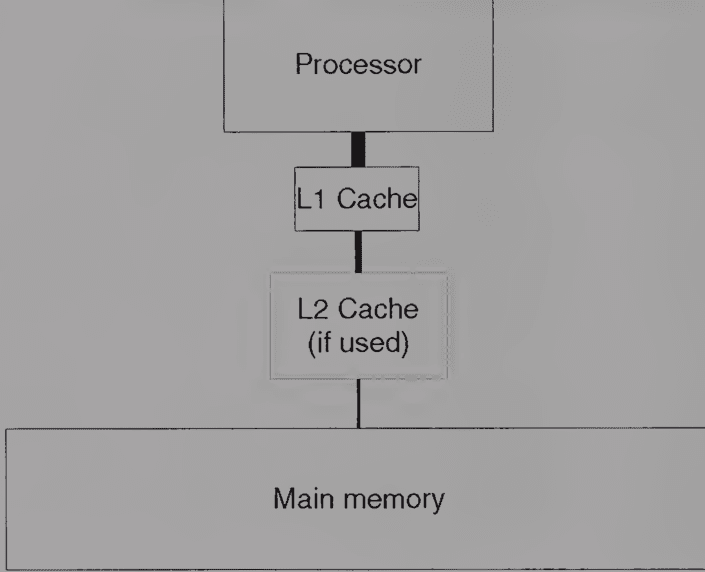 Processor
L1 Cache
L2 Cache
(if used)
Main memory